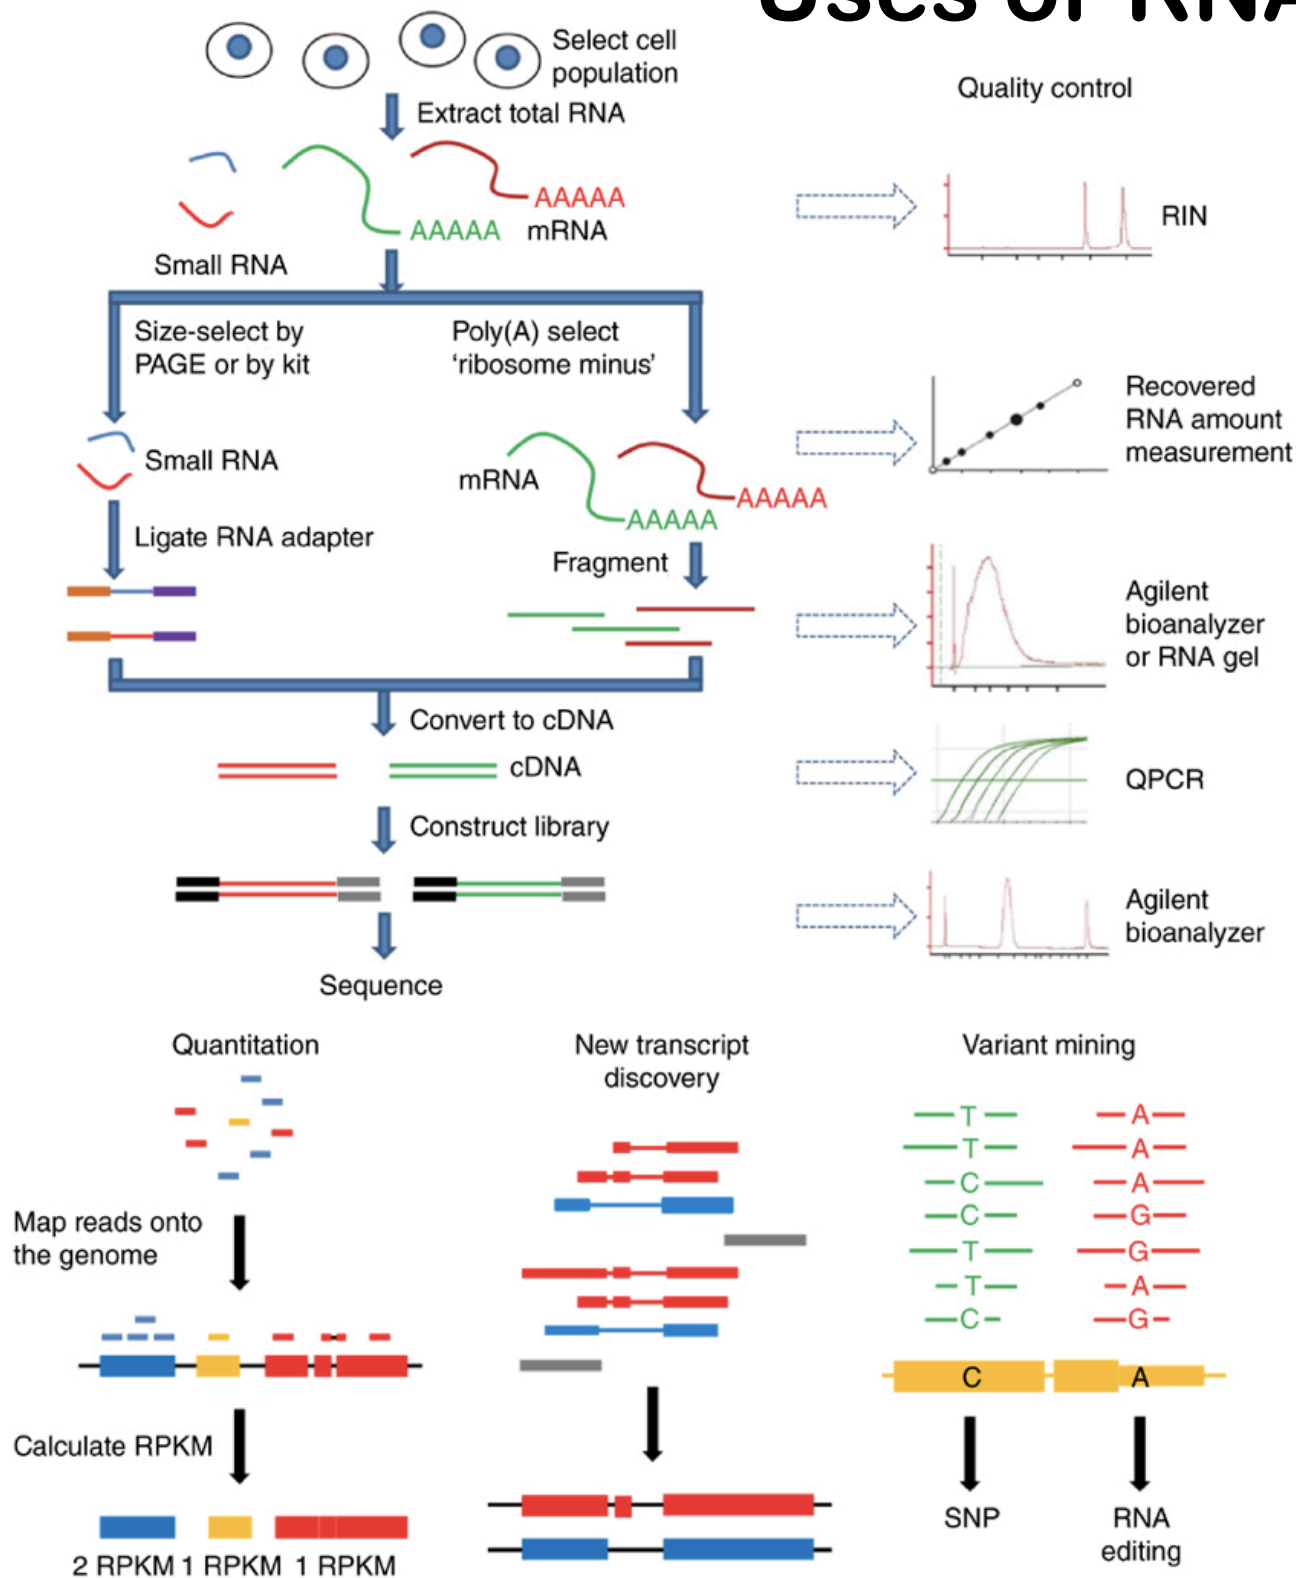 Uses of RNA
Select cell
population
Extract total RNA
Quality control
AAAAA
AAAAA mRNA
RIN
Small RNA
Size-select by
PAGE or by kit
Poly(A) select
‘ribosome minus’
Recovered
RNA amount
measurement
Small RNA
mRNA
AAAAA
AAAAA
Ligate RNA adapter
Fragment
Agilent
bioanalyzer
or RNA gel
Convert to cDNA
cDNA
QPCR
Construct library
Agilent
bioanalyzer
Sequence
Quantitation
Map reads onto
the genome
Calculate RPKM
2 RPKM 1 RPKM 1 RPKM
New transcript
discovery
Variant mining
T A
T A
C A
C G
T G
T A
C G
C A
SNP
RNA
editing